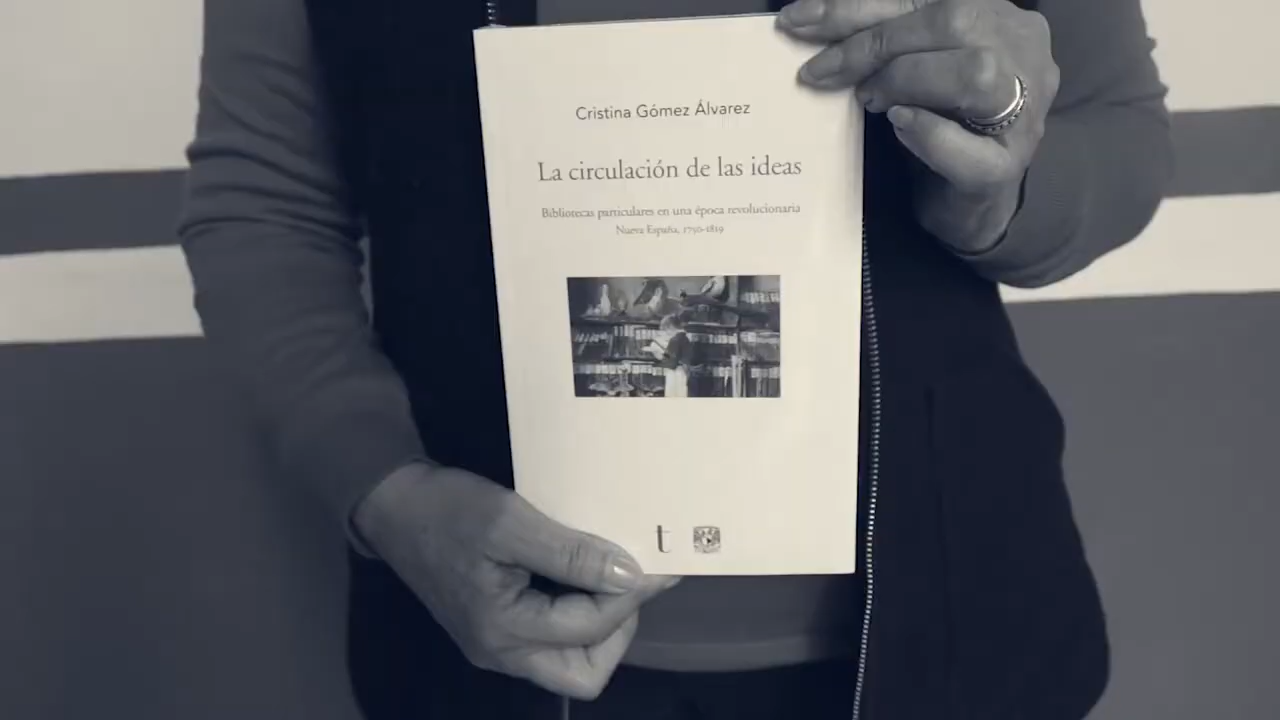 Cristina Gómez Álvarez
La circulación de las ideas
Bibliotecas particulares en una época revolucionaria
Nueva España, 1750-1819
t